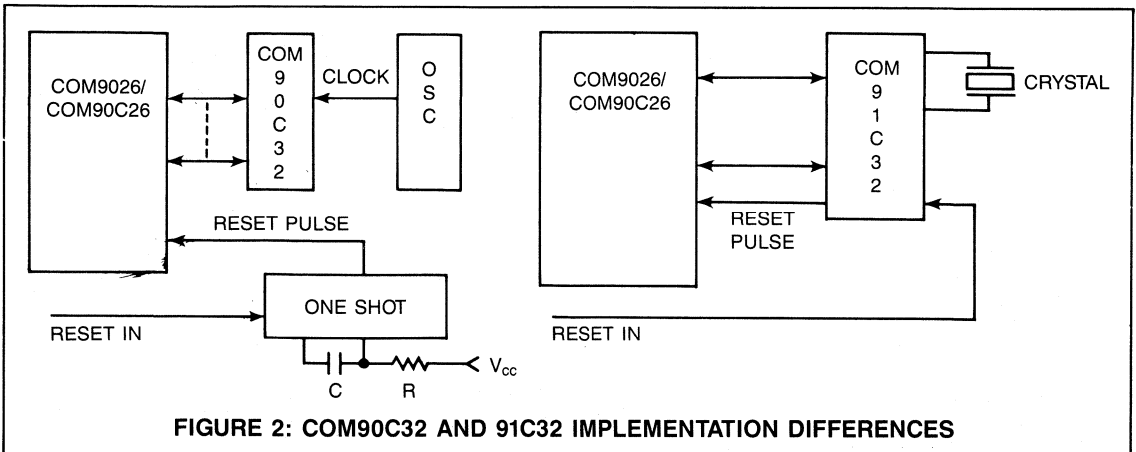 COM9026/
COM90C26
COM
9
0
C
3
2
CLOCK
O
S
C
RESET PULSE
ONE SHOT
RESET IN
C
R
Vcc
COM9026/
COM90C26
COM
9
1
C
3
2
CRYSTAL
RESET
PULSE
RESET IN
FIGURE 2: COM90C32 AND 91C32 IMPLEMENTATION DIFFERENCES